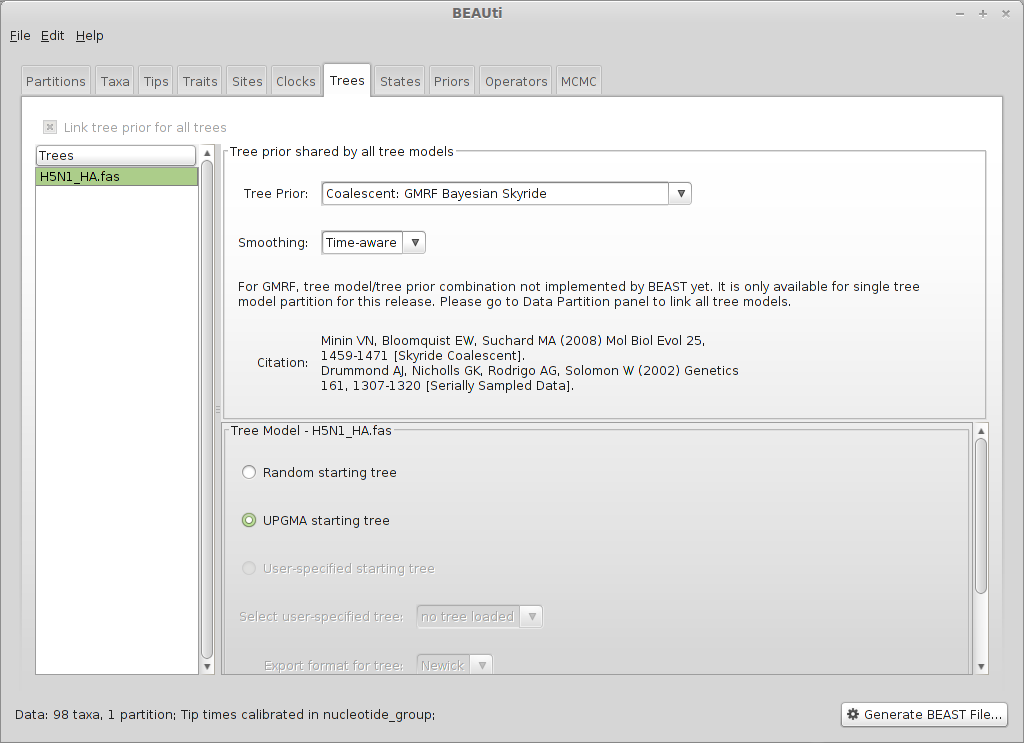 BEAUti
File Edit Help
Partitions Taxa Tips Traits Sites Clocks Trees States Priors Operators MCMC
Link tree prior for all trees
Trees
H5N1_HA.fas
Tree prior shared by all tree models
Tree Prior: Coalescent: GMRF Bayesian Skyride
Smoothing: Time-aware
For GMRF, tree model/tree prior combination not implemented by BEAST yet. It is only available for single tree
model partition for this release. Please go to Data Partition panel to link all tree models.
Citation:
Minin VN, Bloomquist EW, Suchard MA (2008) Mol Biol Evol 25,
1459-1471 [Skyride Coalescent].
Drummond AJ, Nicholls GK, Rodrigo AG, Solomon W (2002) Genetics
161, 1307-1320 [Serially Sampled Data].
Tree Model - H5N1_HA.fas
Random starting tree
UPGMA starting tree
User-specified starting tree
Select user-specified tree: no tree loaded
Export format for tree: Newick
Data: 98 taxa, 1 partition; Tip times calibrated in nucleotide_group;
Generate BEAST File...